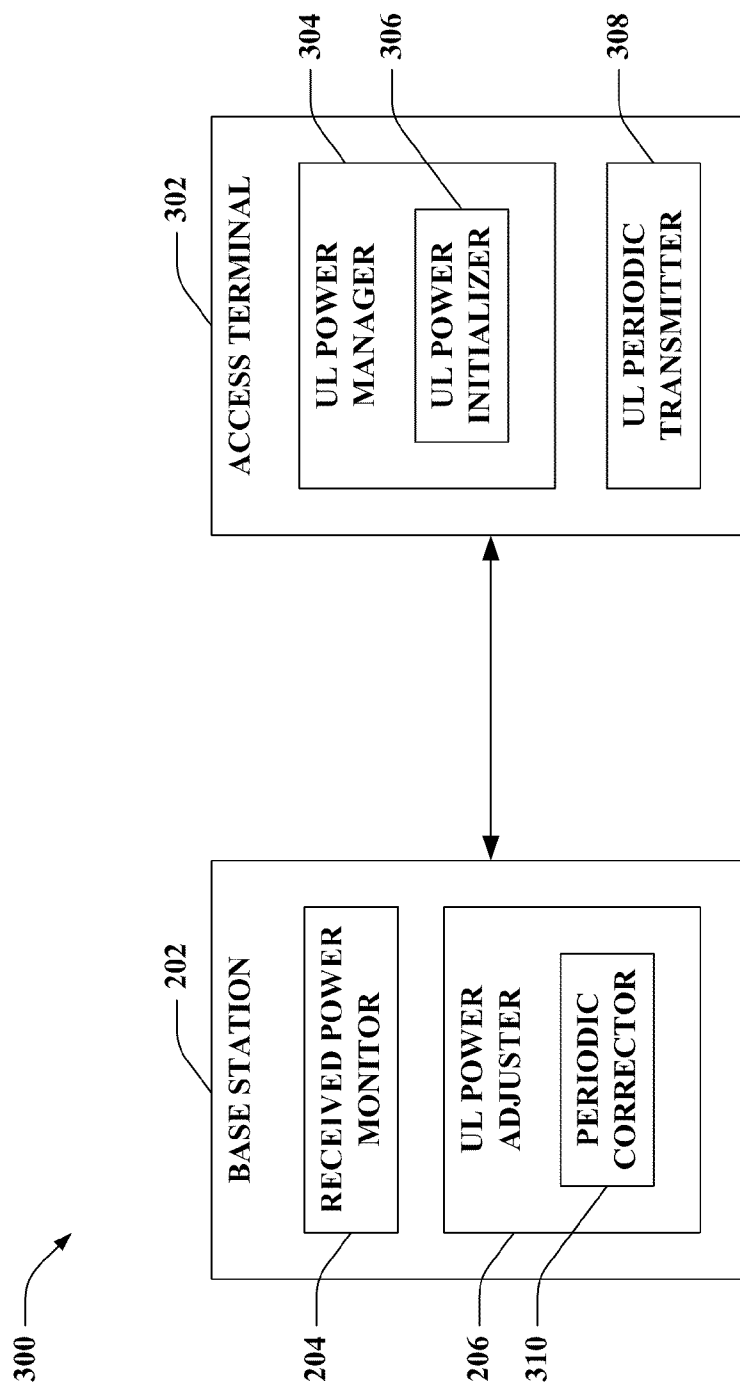 300
202
BASE STATION
204
RECEIVED POWER
MONITOR
206
UL POWER
ADJUSTER
310
PERIODIC
CORRECTOR
302
ACCESS TERMINAL
304
UL POWER
MANAGER
306
UL POWER
INITIALIZER
308
UL PERIODIC
TRANSMITTER